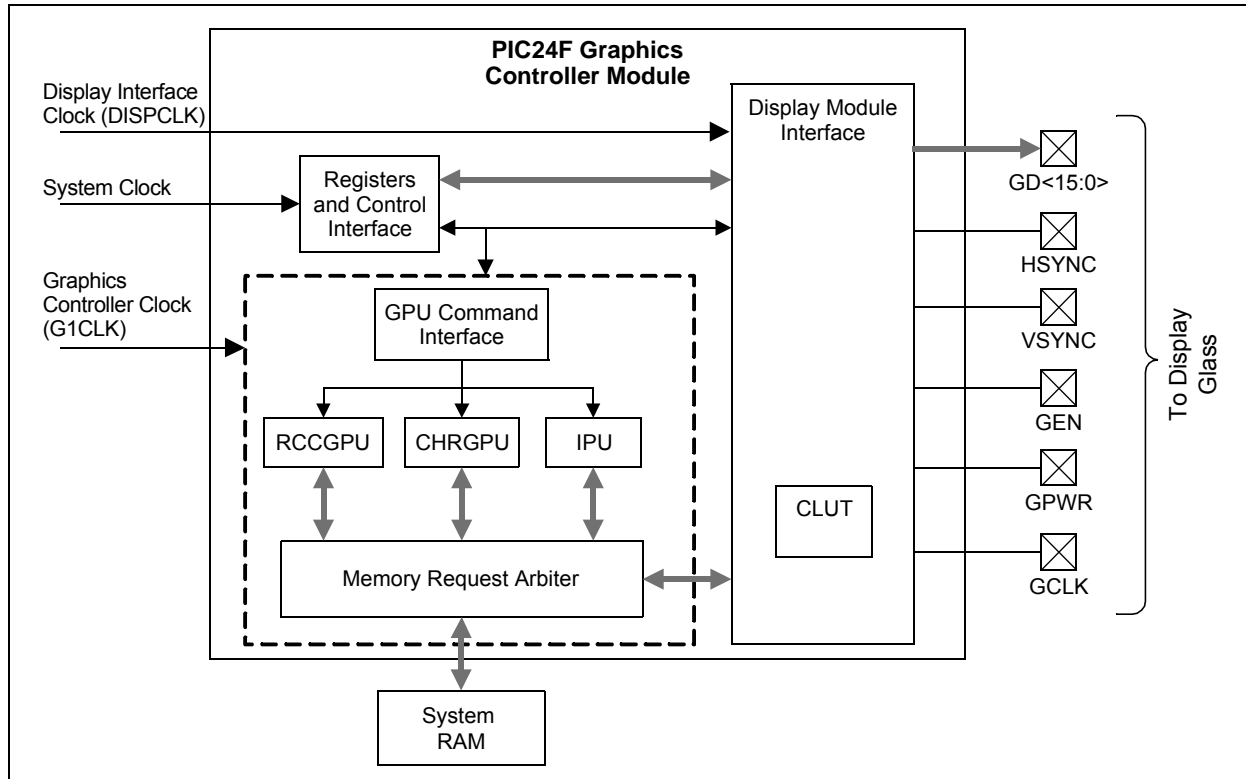 PIC24F Graphics
Controller Module
Display Interface
Clock (DISPCLK)
System Clock
Graphics
Controller Clock
(G1CLK)
Registers
and Control
Interface
GPU Command
Interface
RCCGPU
CHRGPU
IPU
Memory Request Arbiter
System
RAM
Display Module
Interface
CLUT
GD<15:0>
HSYNC
VSYNC
GEN
GPWR
GCLK
To Display
Glass